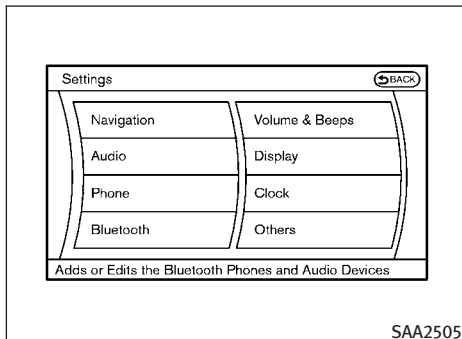 Settings
BACK
Navigation
Volume & Beeps
Audio
Display
Phone
Clock
Bluetooth
Others
Adds or Edits the Bluetooth Phones and Audio Devices
SAA2505